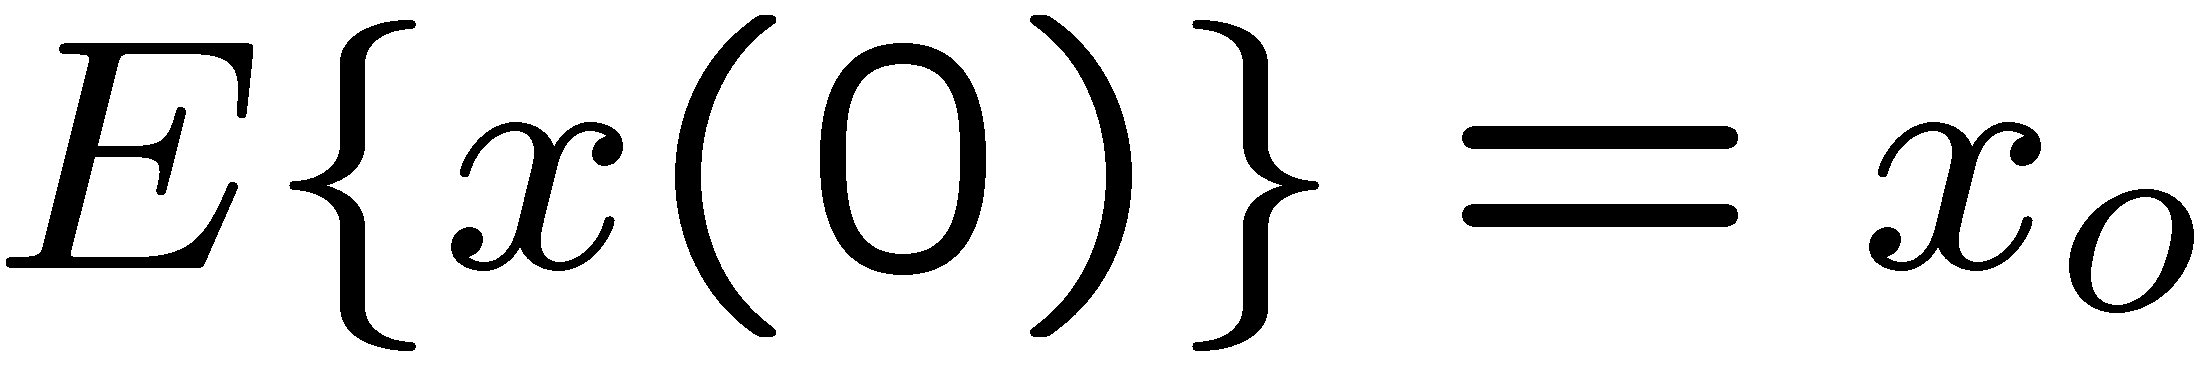 E{x(0)} = x_o